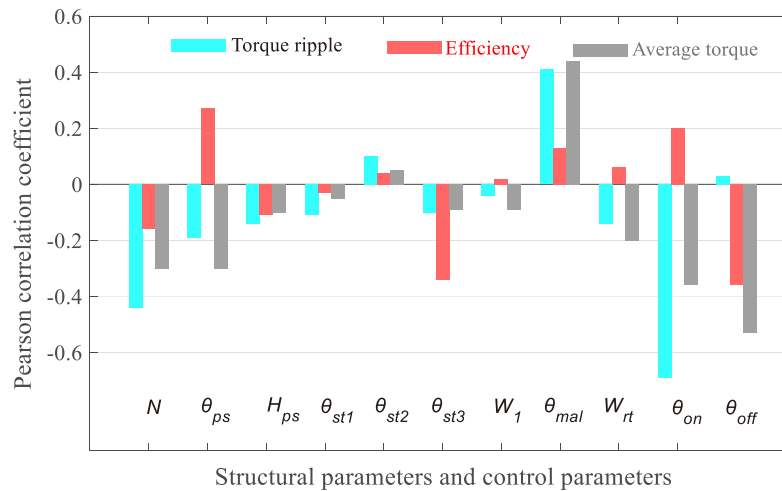 Pearson correlation coefficient
0.6
0.4
0.2
0
-0.2
-0.4
-0.6
Torque ripple Efficiency Average torque
N θps Hps θst1 θst2 θst3 W1 θmal Wrt θon θoff
Structural parameters and control parameters